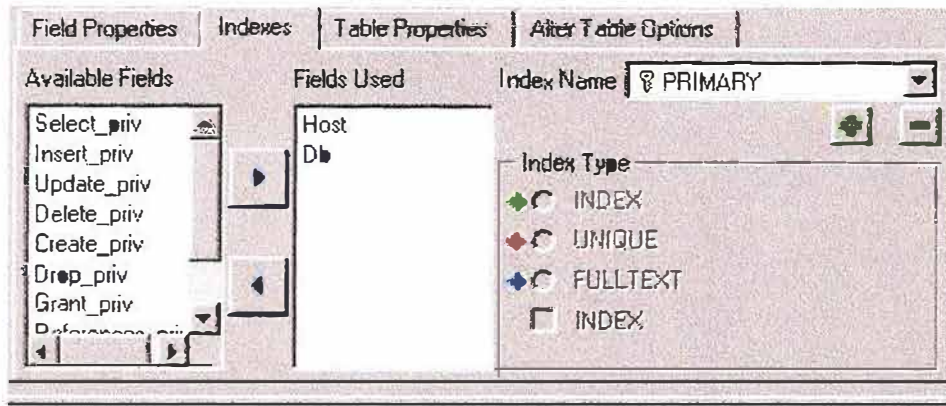 Field Properties Indexes Table Properties Alter Table Options
Available Fields
Select_priv
Insert_priv
Update_priv
Delete_priv
Create_priv
Drop_priv
Grant_priv
References_priv
Fields Used
Host
Db
Index Name PRIMARY
Index Type
INDEX
UNIQUE
FULLTEXT
INDEX